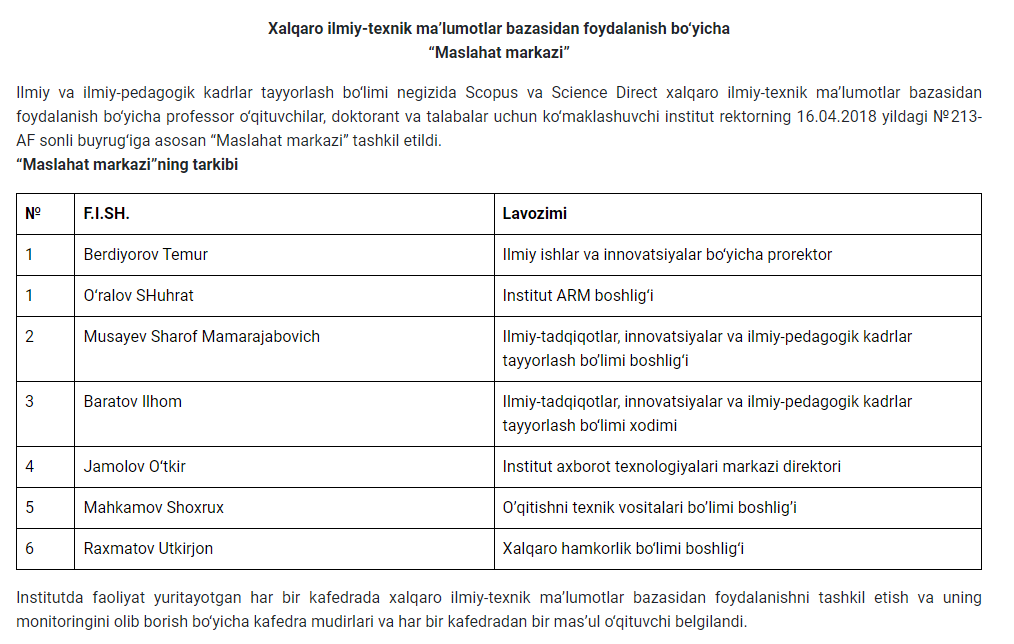 Xalqaro ilmiy-texnik ma’lumotlar bazasidan foydalanish bo‘yicha
“Maslahat markazi”
Ilmiy va ilmiy-pedagogik kadrlar tayyorlash bo‘limi negizida Scopus va Science Direct xalqaro ilmiy-texnik ma’lumotlar bazasidan
foydalanish bo‘yicha professor o‘qituvchilar, doktorant va talabalar uchun ko‘maklashuvchi institut rektorning 16.04.2018 yildagi №213-
AF sonli buyrug‘iga asosan “Maslahat markazi” tashkil etildi.
“Maslahat markazi”ning tarkibi
№ F.I.SH. Lavozimi
1 Berdiyorov Temur Ilmiy ishlar va innovatsiyalar bo‘yicha prorektor
1 O‘ralov SHuhrat Institut ARM boshlig‘i
2 Musayev Sharof Mamarajabovich Ilmiy-tadqiqotlar, innovatsiyalar va ilmiy-pedagogik kadrlar
tayyorlash bo‘limi boshlig‘i
3 Baratov Ilhom Ilmiy-tadqiqotlar, innovatsiyalar va ilmiy-pedagogik kadrlar
tayyorlash bo‘limi xodimi
4 Jamolov O‘tkir Institut axborot texnologiyalari markazi direktori
5 Mahkamov Shoxrux O’qitishni texnik vositalari bo’limi boshlig’i
6 Raxmatov Utkirjon Xalqaro hamkorlik bo‘limi boshlig‘i
Institutda faoliyat yuritayotgan har bir kafedrada xalqaro ilmiy-texnik ma’lumotlar bazasidan foydalanishni tashkil etish va uning
monitoringini olib borish bo‘yicha kafedra mudirlari va har bir kafedradan bir mas’ul o‘qituvchi belgilandi.